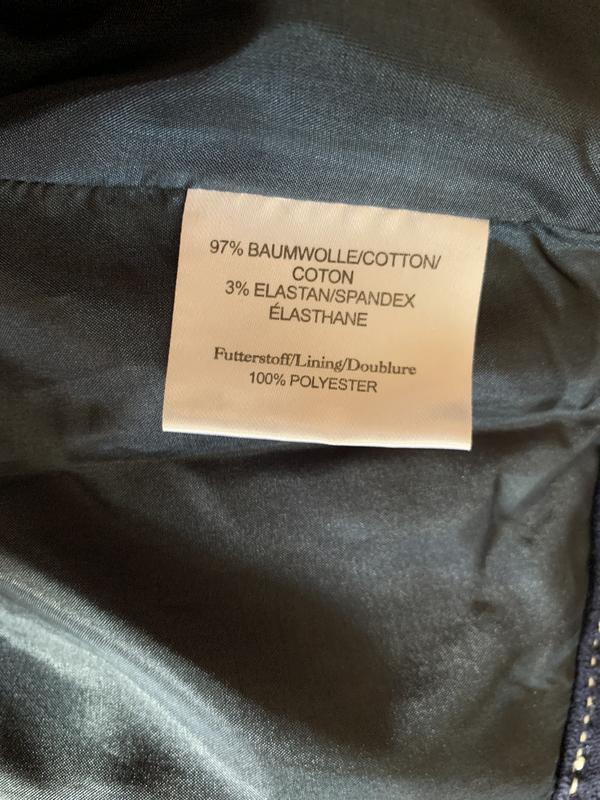 97% BAUMWOLLE/COTTON/
COTON
3% ELASTAN/SPANDEX
ÉLASTHANE
Futterstoff/Lining/Doublure
100% POLYESTER